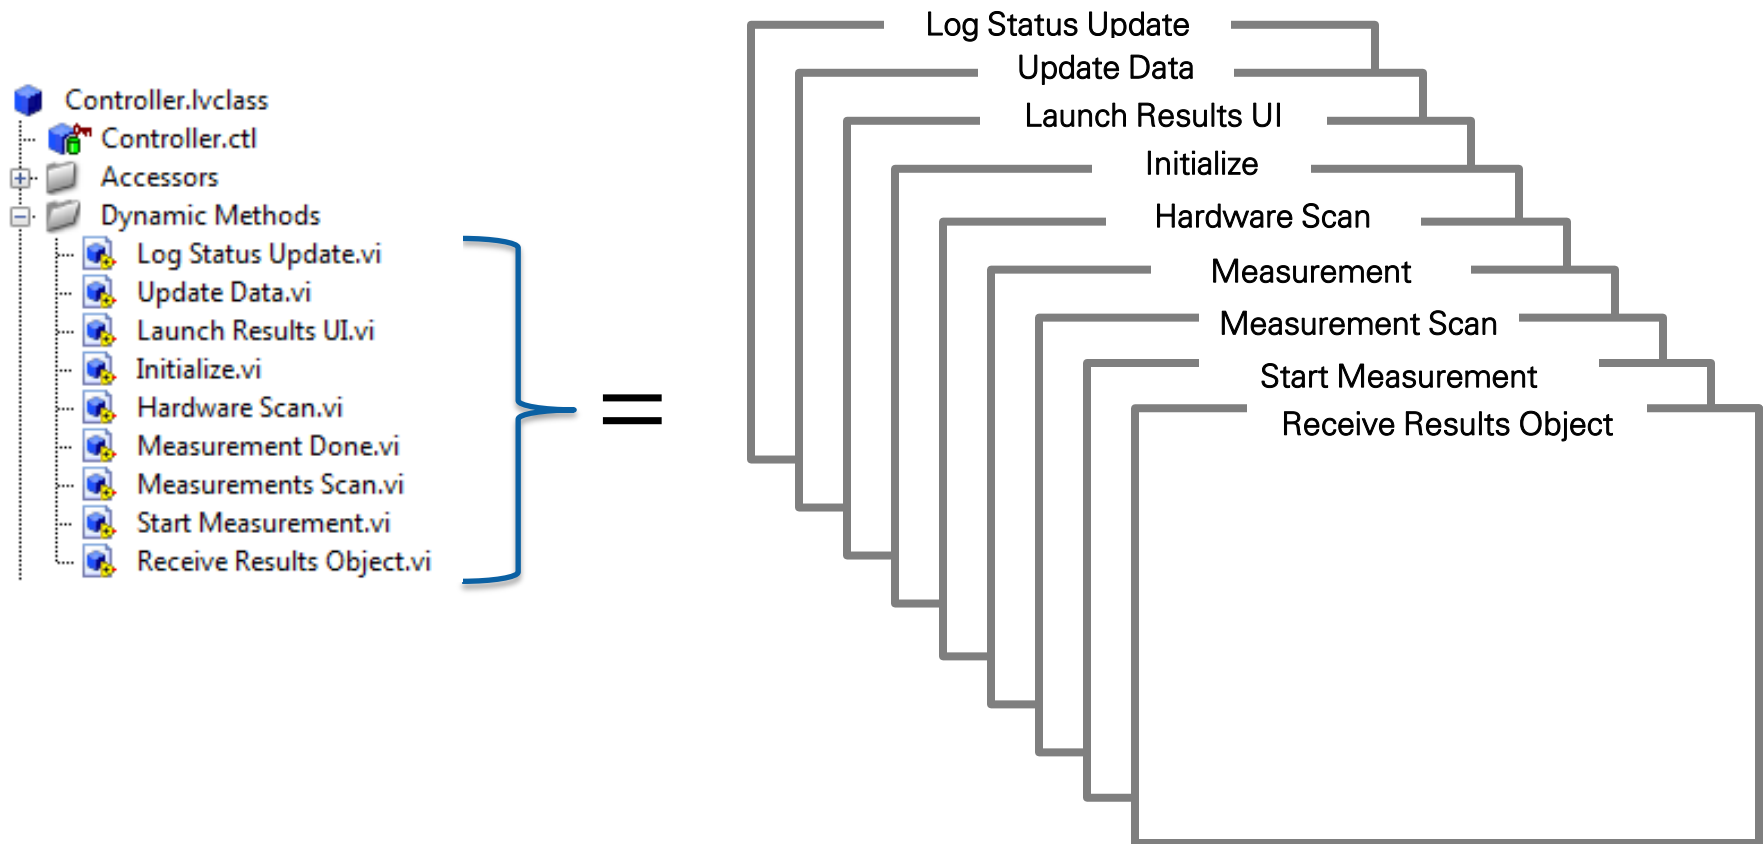 Controller.lvclass
Controller.ctl
Accessors
Dynamic Methods
Log Status Update.vi
Update Data.vi
Launch Results UI.vi
Initialize.vi
Hardware Scan.vi
Measurement Done.vi
Measurements Scan.vi
Start Measurement.vi
Receive Results Object.vi
=
Log Status Update
Update Data
Launch Results UI
Initialize
Hardware Scan
Measurement
Measurement Scan
Start Measurement
Receive Results Object